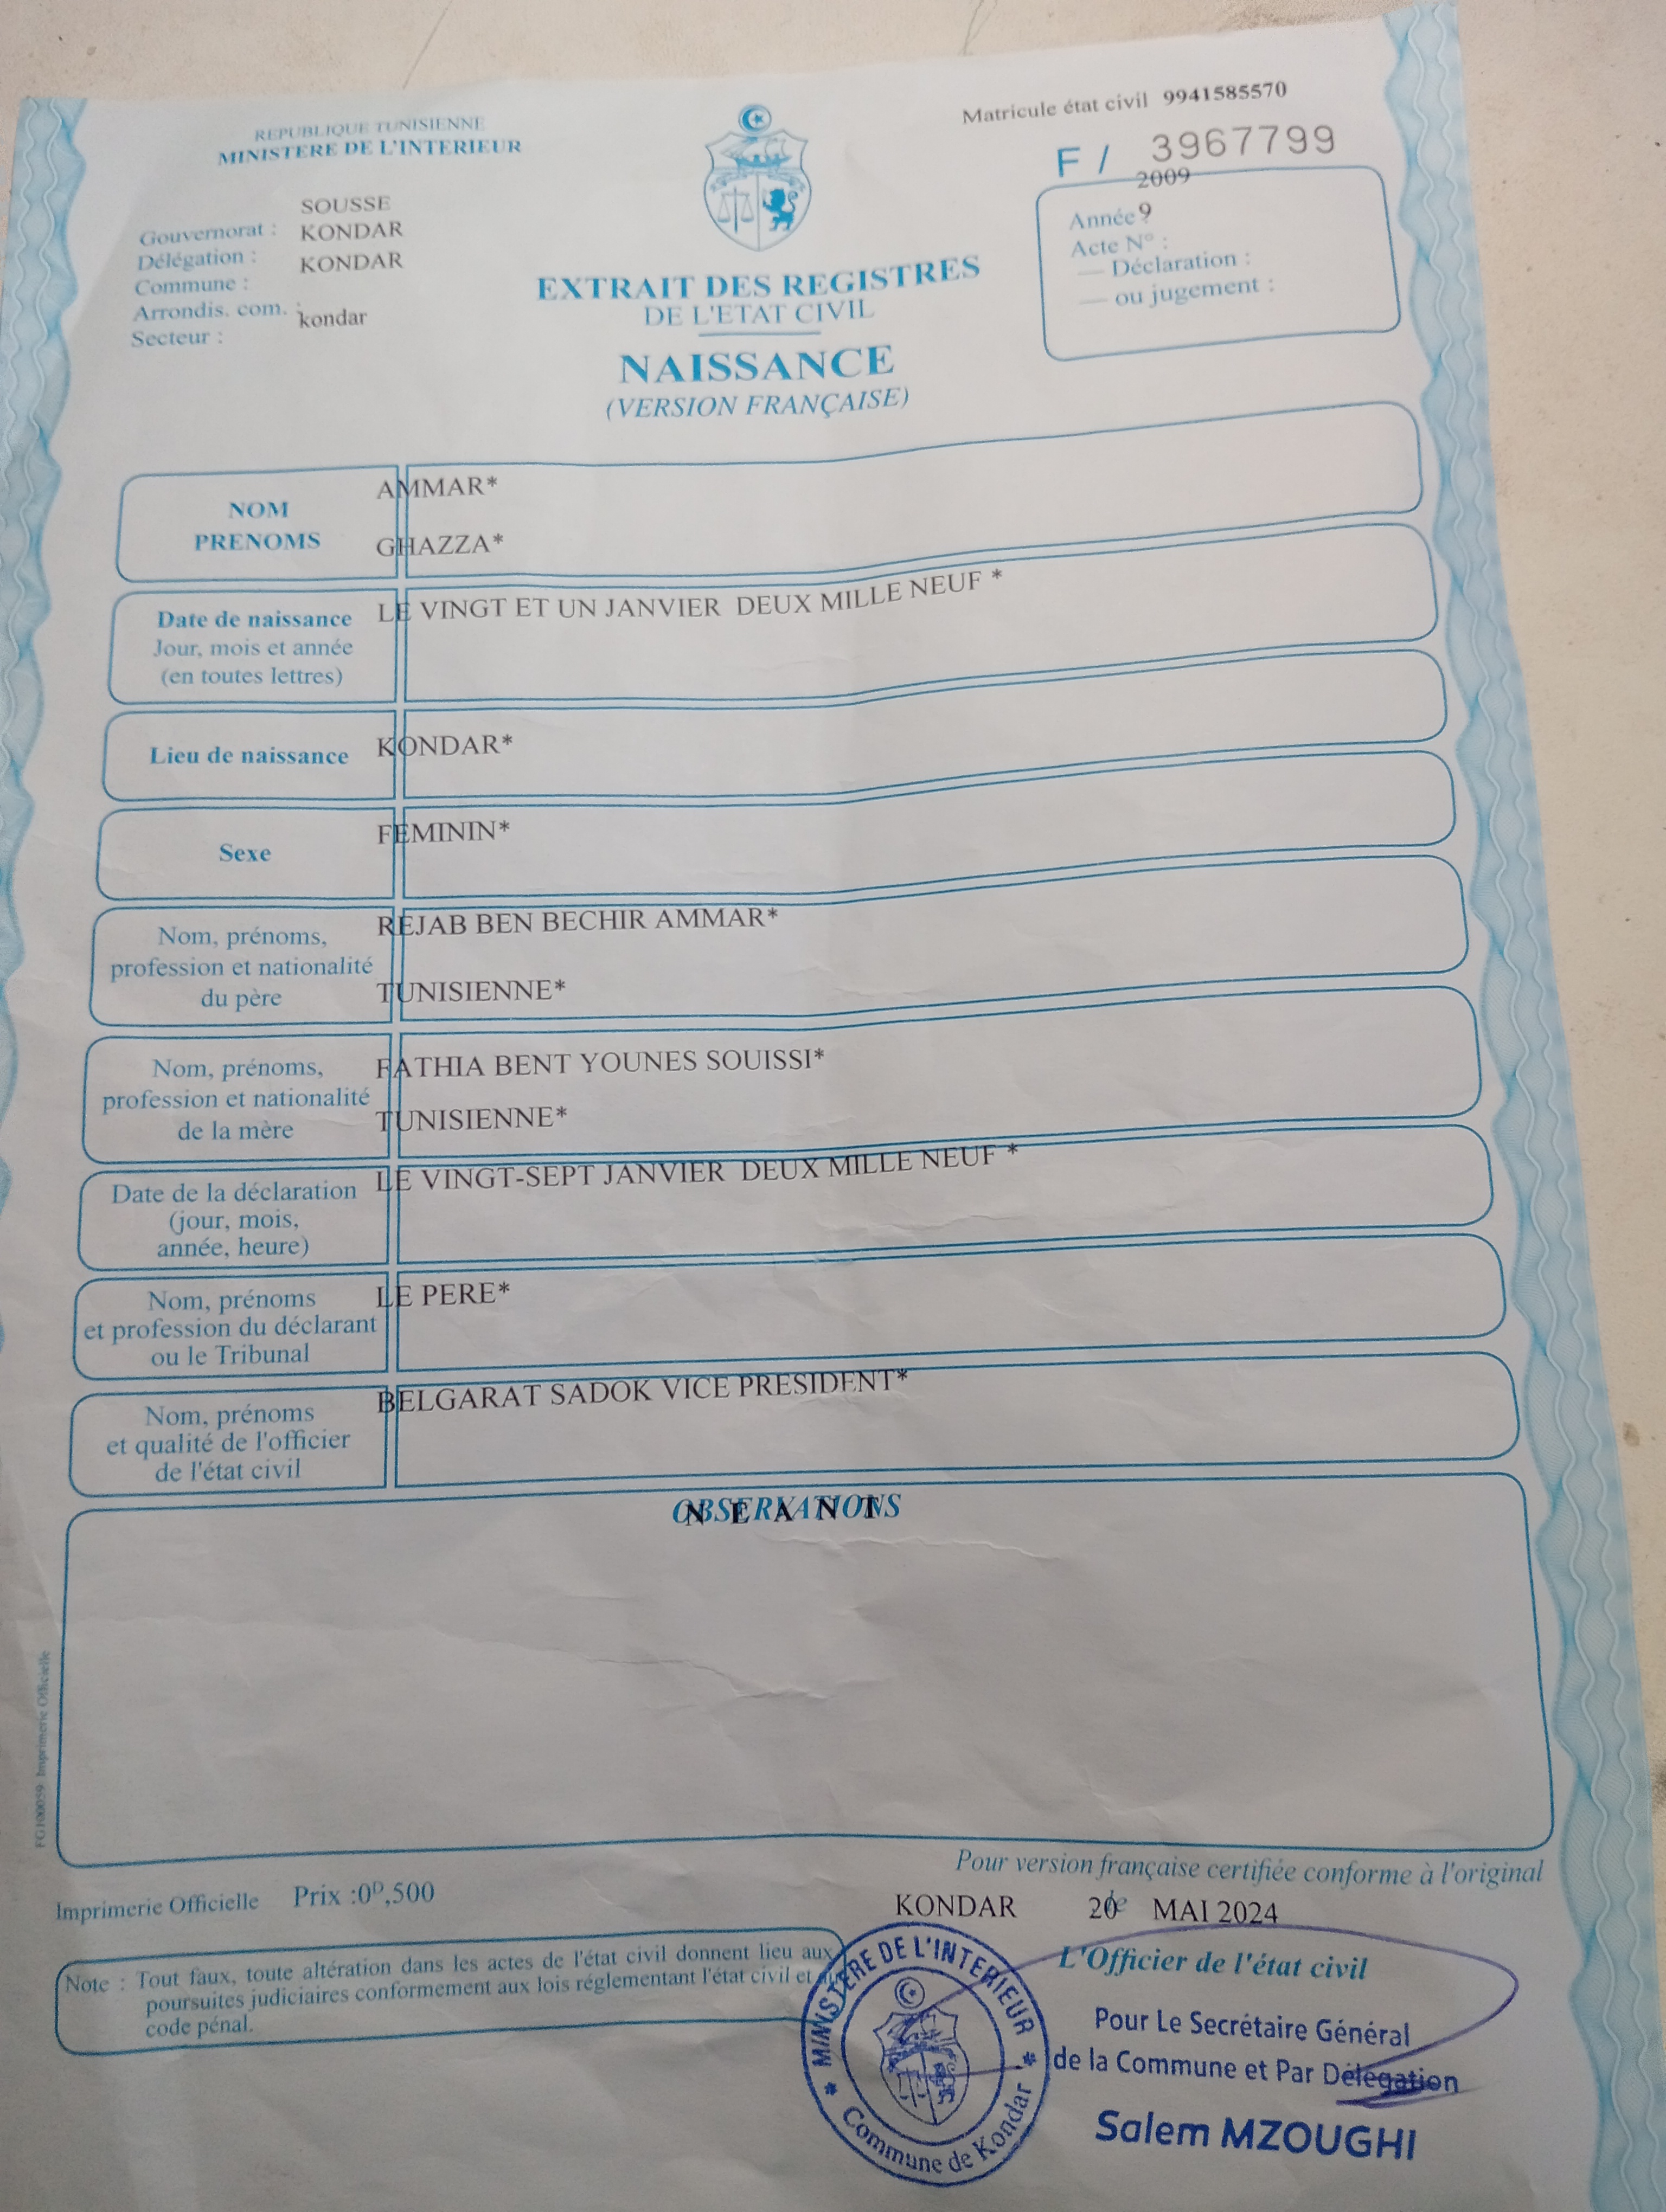 REPUBLIQUE TUNISIENNE
MINISTERE DE L'INTERIEUR
Matricule état civil 9941585570
F / 3967799
2009
SOUSSE
Gouvernorat : KONDAR
Délégation : KONDAR
Commune :
Arrondis. com. : kondar
Secteur :
Année 9
Acte N° :
— Déclaration :
— ou jugement :
EXTRAIT DES REGISTRES
DE L'ETAT CIVIL
NAISSANCE
(VERSION FRANÇAISE)
NOM AMMAR*
PRENOMS GHAZZA*
Date de naissance LE VINGT ET UN JANVIER DEUX MILLE NEUF *
Jour, mois et année
(en toutes lettres)
Lieu de naissance KONDAR*
Sexe FEMININ*
Nom, prénoms, REJAB BEN BECHIR AMMAR*
profession et nationalité
du père TUNISIENNE*
Nom, prénoms, FATHIA BENT YOUNES SOUISSI*
profession et nationalité
de la mère TUNISIENNE*
Date de la déclaration LE VINGT-SEPT JANVIER DEUX MILLE NEUF *
(jour, mois,
année, heure)
Nom, prénoms LE PERE*
et profession du déclarant
ou le Tribunal
Nom, prénoms BELGARAT SADOK VICE PRESIDENT*
et qualité de l'officier
de l'état civil
OBSERVATIONS
N E A N T
FG100059 Imprimerie Officielle
Pour version française certifiée conforme à l'original
Imprimerie Officielle Prix :0ᴰ,500
KONDAR 20 le MAI 2024
Note : Tout faux, toute altération dans les actes de l'état civil donnent lieu aux
poursuites judiciaires conformement aux lois réglementant l'état civil et
code pénal.
L'Officier de l'état civil
Pour Le Secrétaire Général
de la Commune et Par Délégation
Salem MZOUGHI
MINISTERE DE L'INTERIEUR
Commune de Kondar